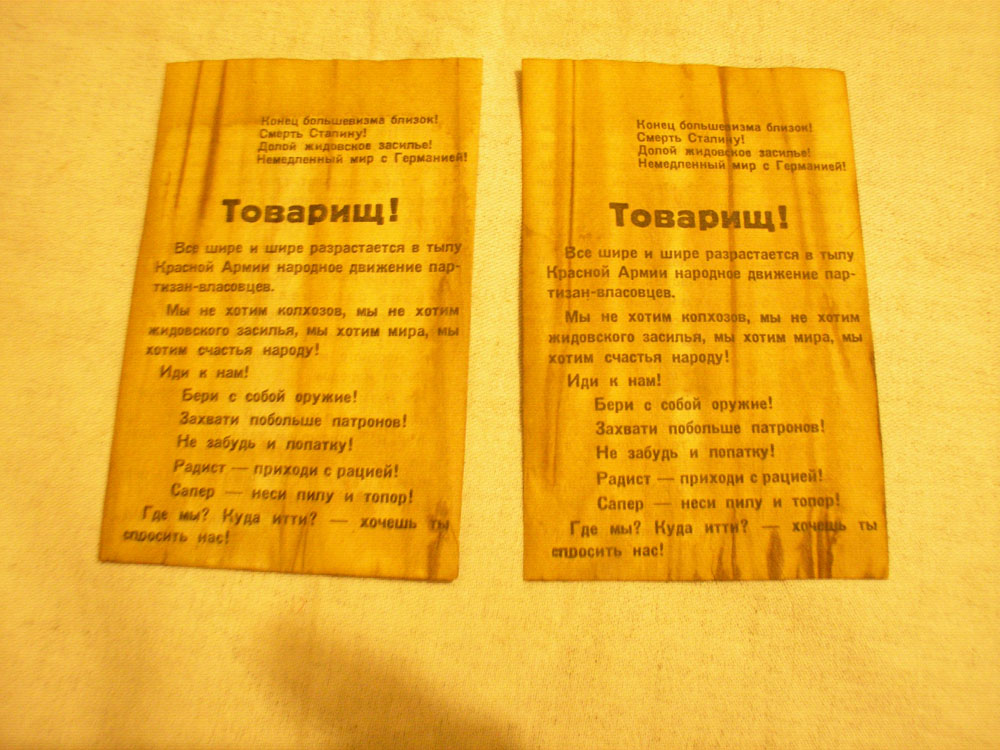 Конец большевизма близок!
Смерть Сталину!
Долой жидовское засилье!
Немедленный мир с Германией!
Товарищ!
Все шире и шире разрастается в тылу
Красной Армии народное движение пар-
тизан-власовцев.
Мы не хотим колхозов, мы не хотим
жидовского засилья, мы хотим мира, мы
хотим счастья народу!
Иди к нам!
Бери с собой оружие!
Захвати побольше патронов!
Не забудь и лопатку!
Радист — приходи с рацией!
Сапер — неси пилу и топор!
Где мы? Куда итти? — хочешь ты
спросить нас!
Конец большевизма близок!
Смерть Сталину!
Долой жидовское засилье!
Немедленный мир с Германией!
Товарищ!
Все шире и шире разрастается в тылу
Красной Армии народное движение пар-
тизан-власовцев.
Мы не хотим колхозов, мы не хотим
жидовского засилья, мы хотим мира, мы
хотим счастья народу!
Иди к нам!
Бери с собой оружие!
Захвати побольше патронов!
Не забудь и лопатку!
Радист — приходи с рацией!
Сапер — неси пилу и топор!
Где мы? Куда итти? — хочешь ты
спросить нас!